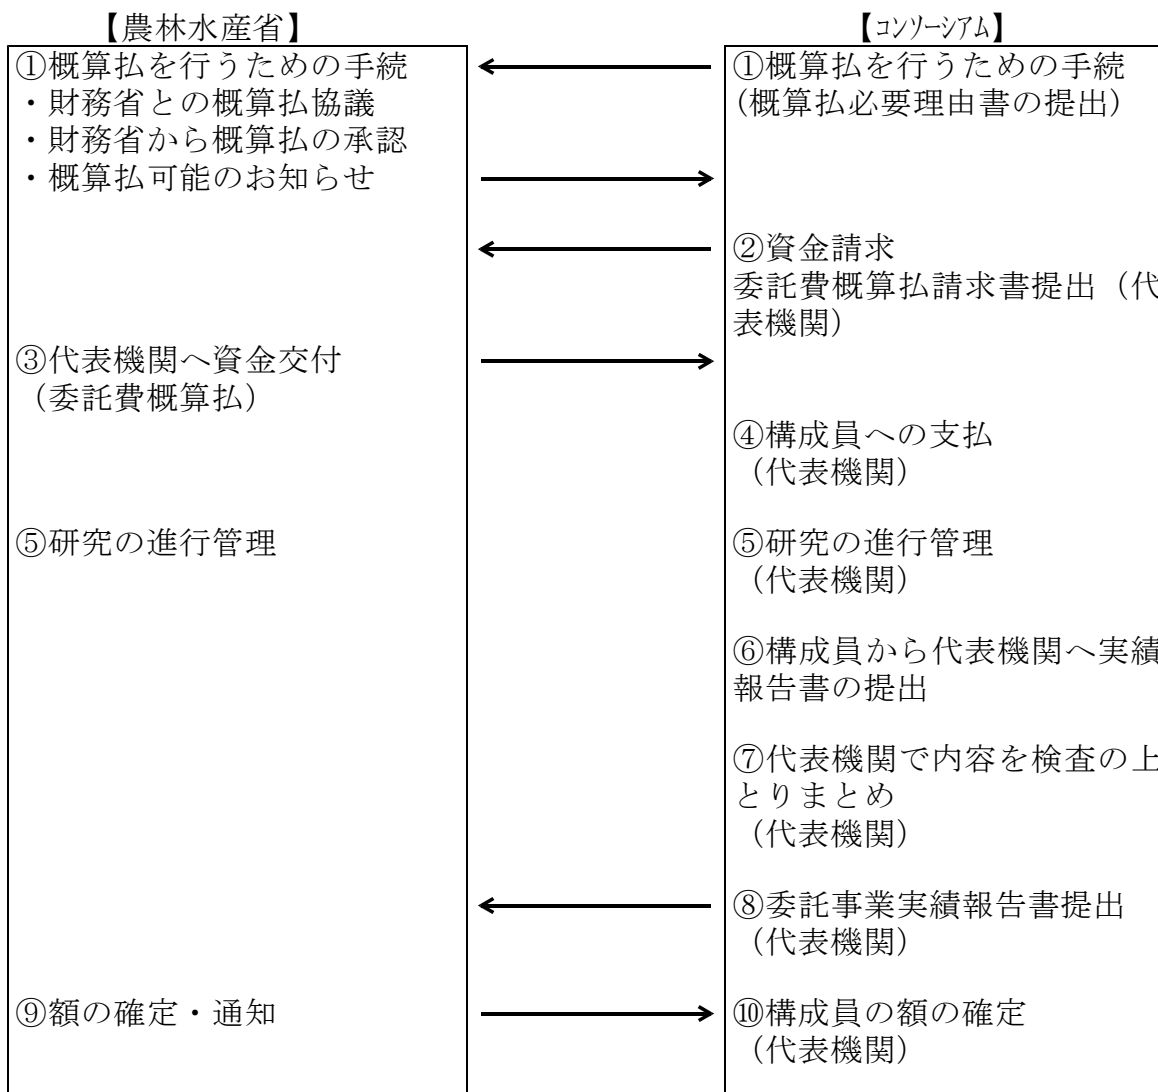 【農林水産省】
①概算払を行うための手続
・財務省との概算払協議
・財務省から概算払の承認
・概算払可能のお知らせ
③代表機関へ資金交付
（委託費概算払）
⑤研究の進行管理
⑨額の確定・通知
【コンソーシアム】
①概算払を行うための手続
(概算払必要理由書の提出）
②資金請求
委託費概算払請求書提出（代
表機関）
④構成員への支払
（代表機関）
⑤研究の進行管理
（代表機関）
⑥構成員から代表機関へ実績
報告書の提出
⑦代表機関で内容を検査の上
とりまとめ
（代表機関）
⑧委託事業実績報告書提出
（代表機関）
⑩構成員の額の確定
（代表機関）